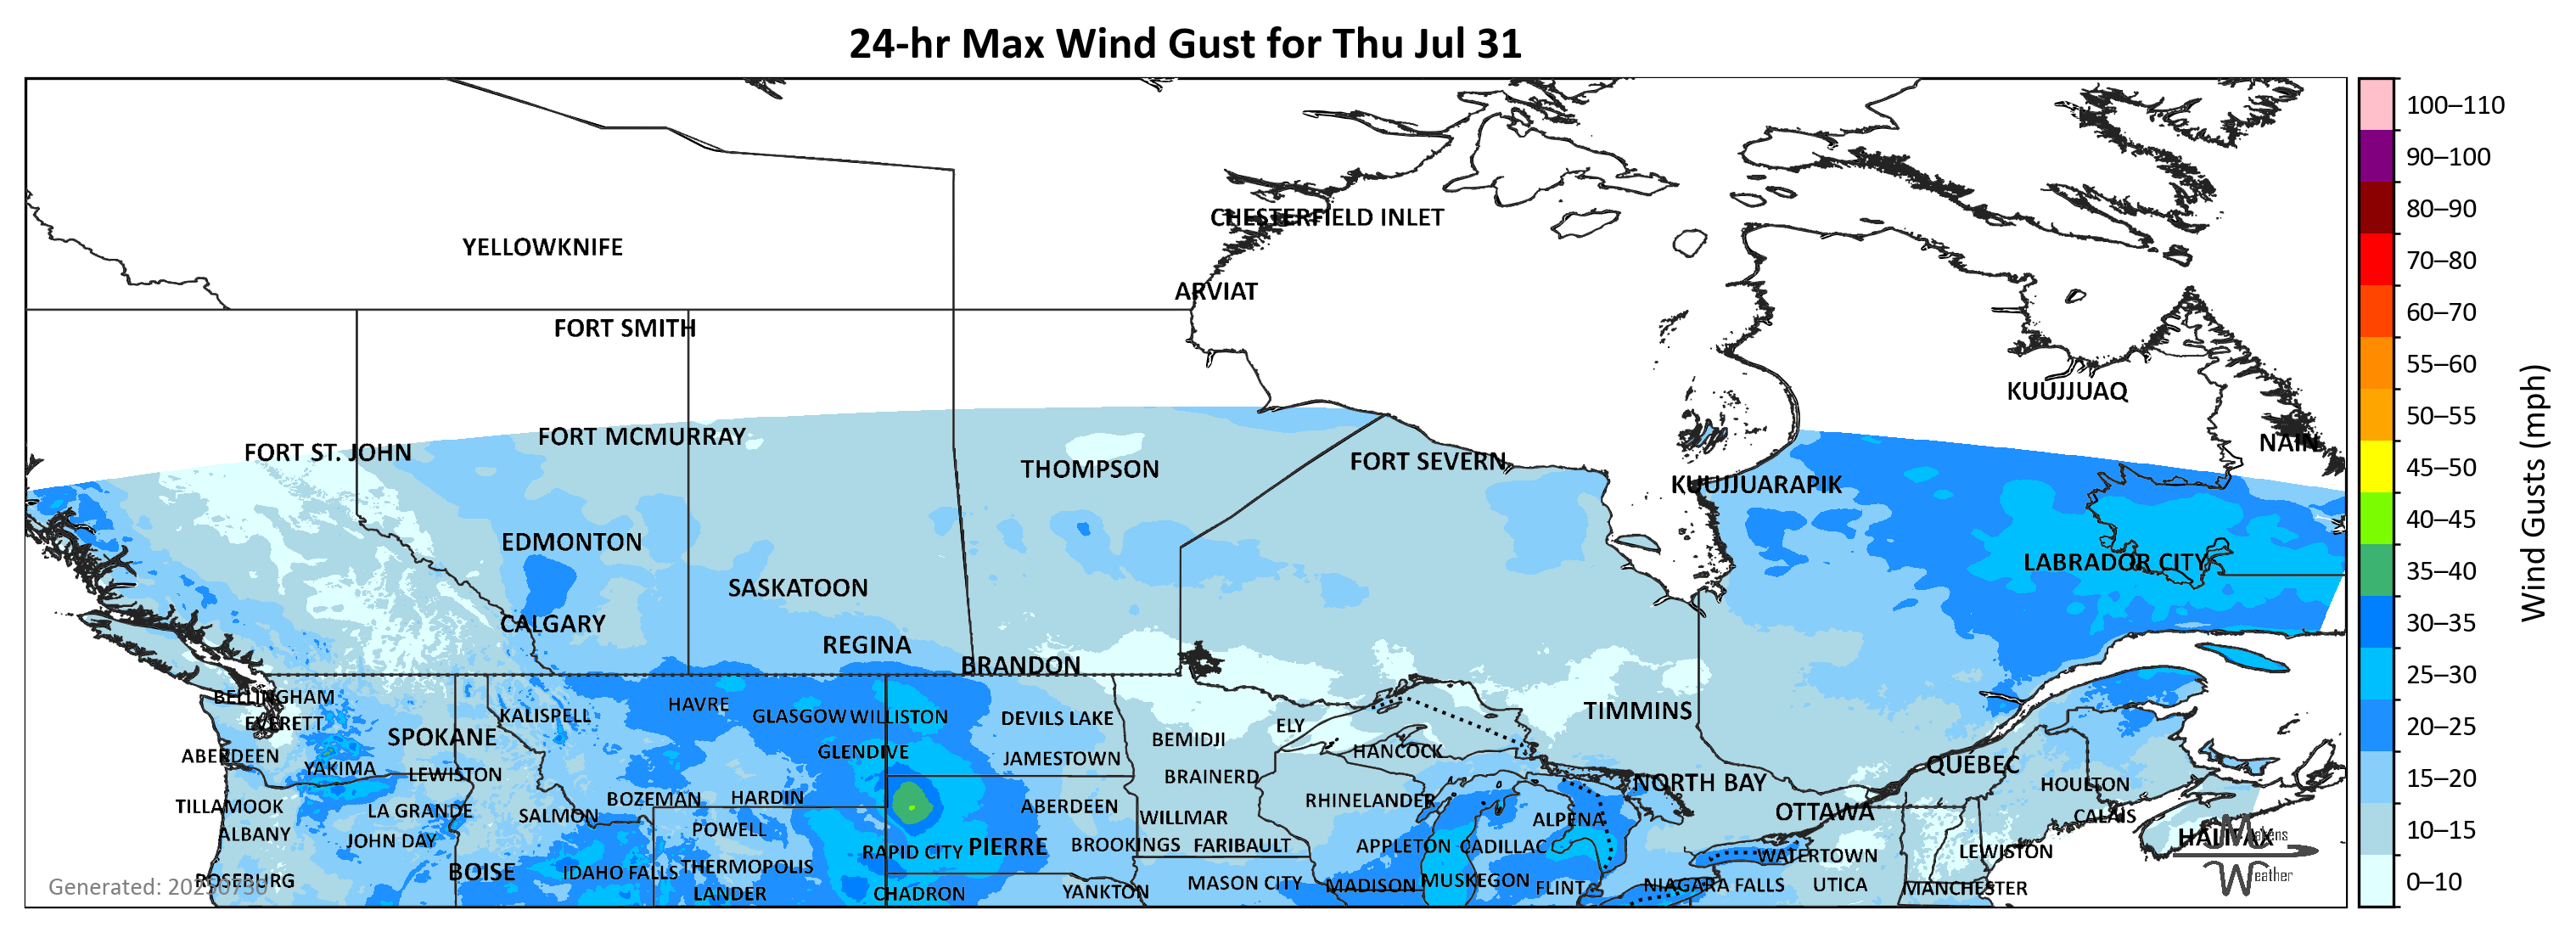 24-hr Max Wind Gust for Thu Jul 31
100–110
90–100
CHESTERFIELD INLET
80–90
YELLOWKNIFE
70–80
ARVIAT
60–70
FORT SMITH
55–60
KUUJJUAQ
50–55
FORT MCMURRAY
NAIN
FORT ST. JOHN
THOMPSON
FORT SEVERN
45–50
KUUJJUARAPIK
40–45
EDMONTON
LABRADOR CITY
35–40
SASKATOON
CALGARY
30–35
REGINA
BRANDON
25–30
Wind Gusts (mph)
BELLINGHAM
HAVRE
KALISPELL
GLASGOW
WILLISTON
DEVILS LAKE
TIMMINS
EVERETT
ELY
20–25
SPOKANE
BEMIDJI
ABERDEEN
GLENDIVE
JAMESTOWN
HANCOCK
YAKIMA
LEWISTON
BRAINERD
QUÉBEC
15–20
NORTH BAY
HOULTON
TILLAMOOK
LA GRANDE
SALMON
BOZEMAN
HARDIN
ABERDEEN
RHINELANDER
OTTAWA
CALAIS
10–15
ALBANY
JOHN DAY
POWELL
WILLMAR
ALPENA
HALIFAX
Makens
Weather
RAPID CITY
PIERRE
BROOKINGS
FARIBAULT
APPLETON
CADILLAC
WATERTOWN
LEWISTON
BOISE
IDAHO FALLS
THERMOPOLIS
ROSEBURG
Generated: 20250730
MASON CITY
MADISON
MUSKEGON
FLINT
NIAGARA FALLS
UTICA
MANCHESTER
0–10
LANDER
CHADRON
YANKTON